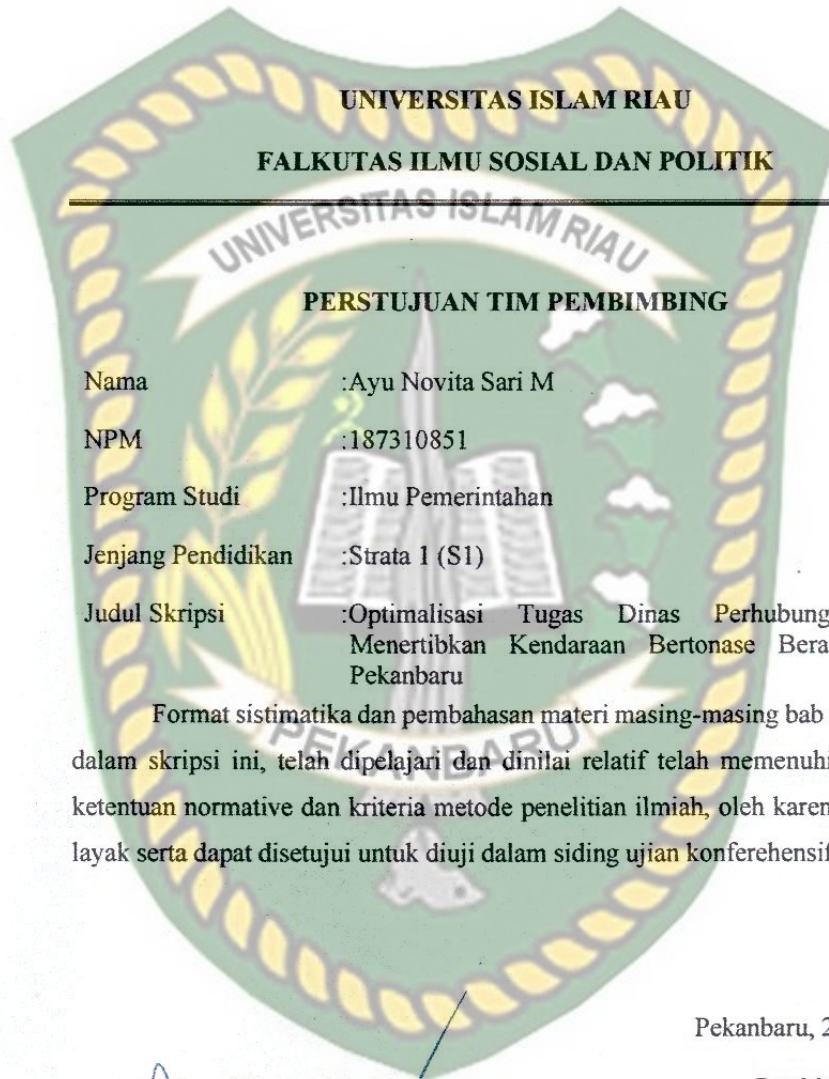 UNIVERSITAS ISLAM RIAU
FALKUTAS ILMU SOSIAL DAN POLITIK
UNIVERSITAS ISLAM RIAU
PERSTUJUAN TIM PEMBIMBING
Nama :Ayu Novita Sari M
NPM :187310851
Program Studi :Ilmu Pemerintahan
Jenjang Pendidikan :Strata 1 (S1)
Judul Skripsi :Optimalisasi Tugas Dinas Perhubung
Menertibkan Kendaraan Bertonase Bera
Pekanbaru
Format sistimatika dan pembahasan materi masing-masing bab
dalam skripsi ini, telah dipelajari dan dinilai relatif telah memenuhi
ketentuan normative dan kriteria metode penelitian ilmiah, oleh karen
layak serta dapat disetujui untuk diuji dalam siding ujian konferehensif
PEKANBARU
Pekanbaru, 2